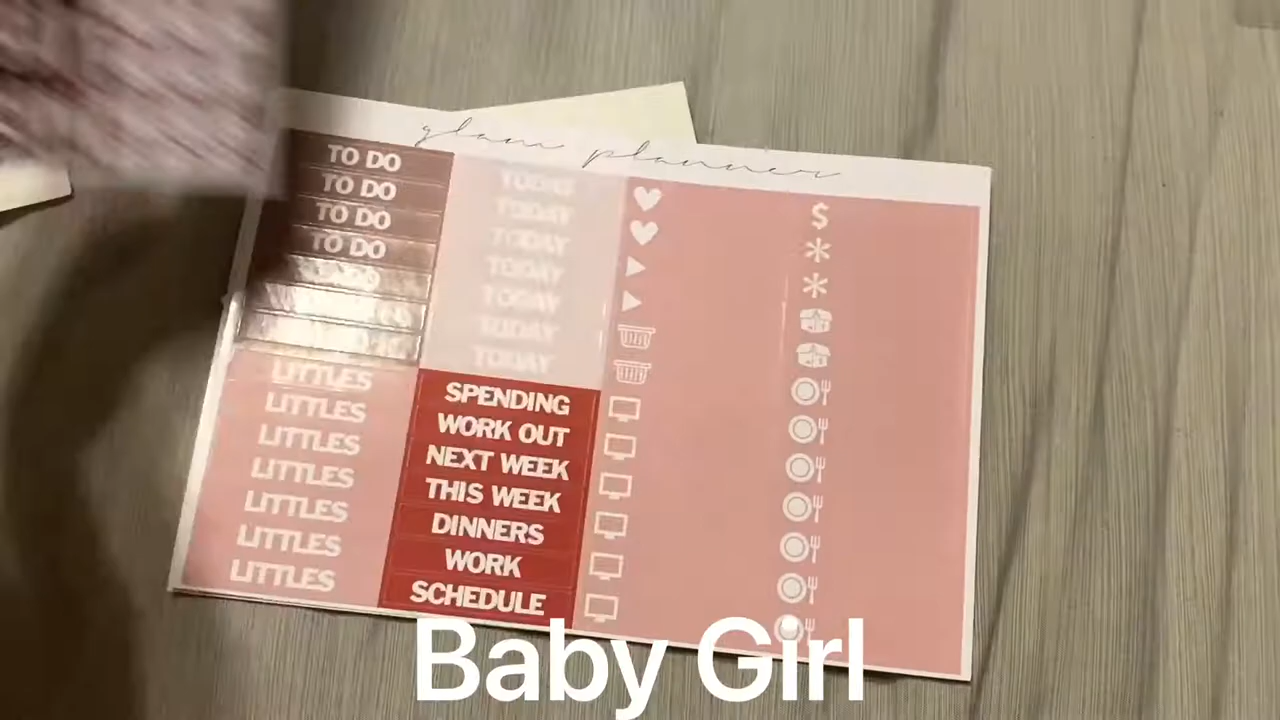 glam planner
TO DO
TO DO
TO DO
TO DO
LITTLES
LITTLES
LITTLES
LITTLES
LITTLES
LITTLES
LITTLES
TODAY
TODAY
TODAY
TODAY
TODAY
TODAY
TODAY
SPENDING
WORK OUT
NEXT WEEK
THIS WEEK
DINNERS
WORK
SCHEDULE
$
Baby Girl